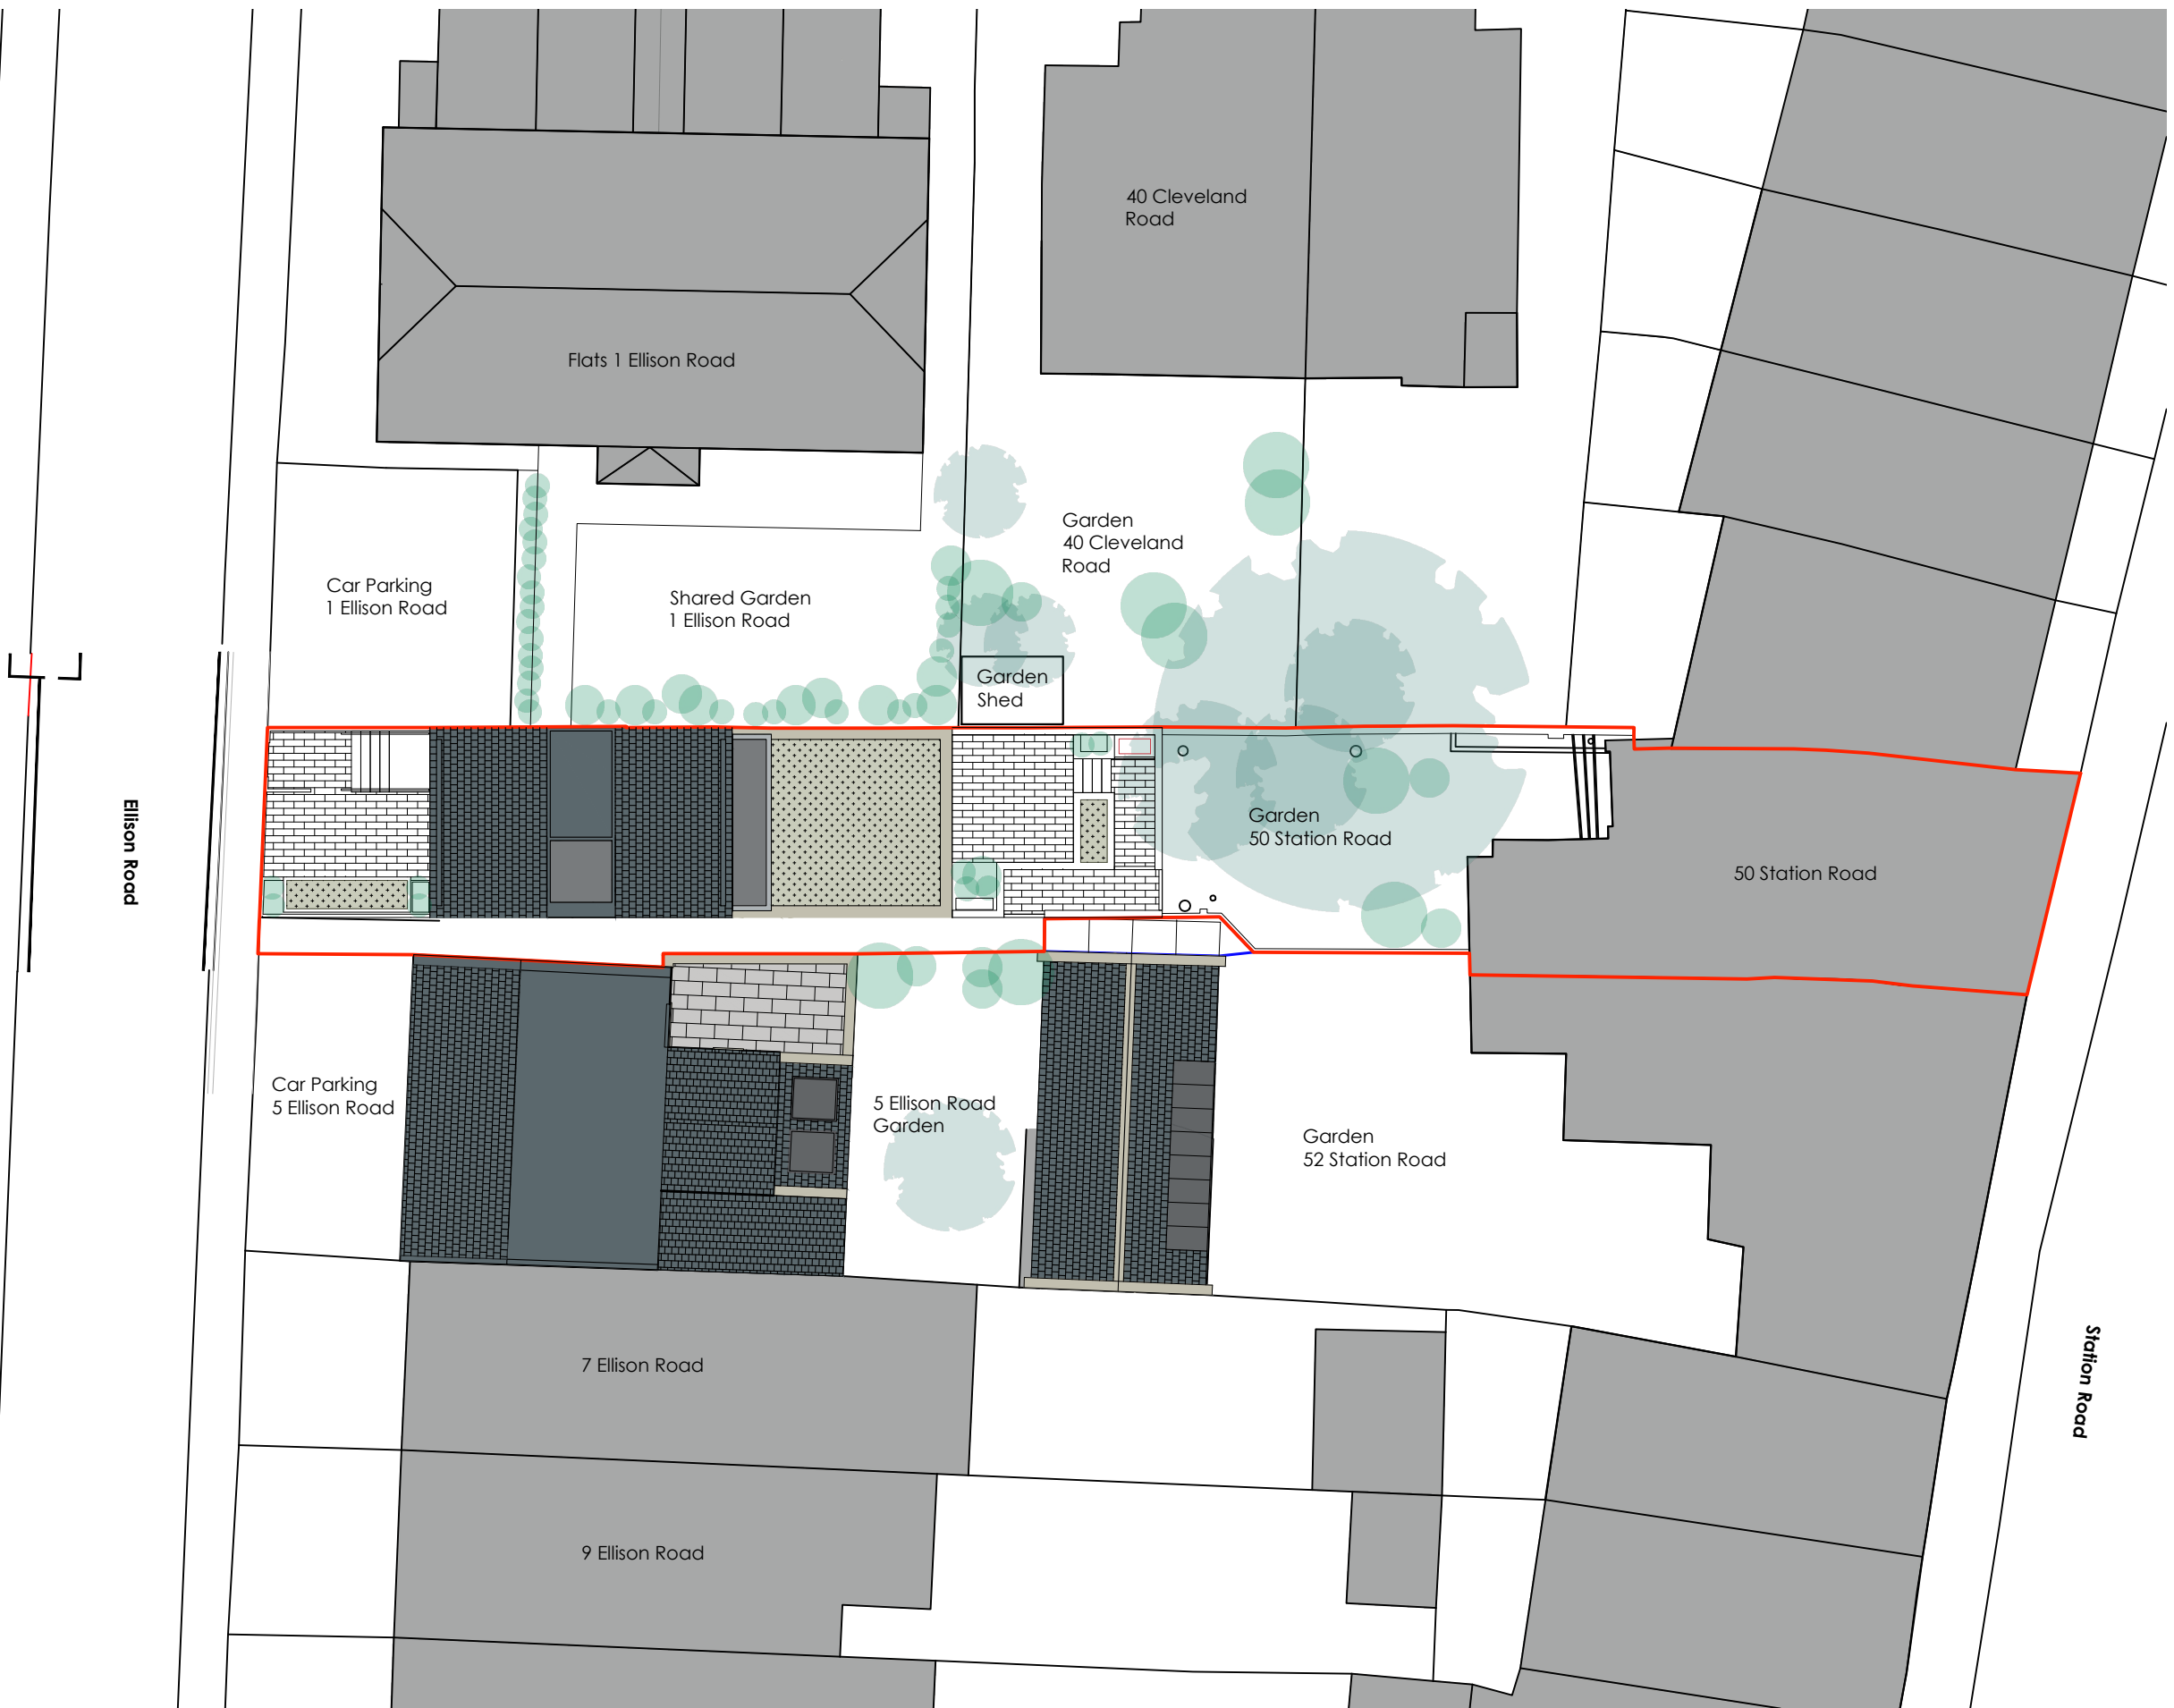 40 Cleveland
Road
Flats 1 Ellison Road
Garden
40 Cleveland
Road
Car Parking
1 Ellison Road
Shared Garden
1 Ellison Road
Garden
Shed
Ellison Road
Garden
50 Station Road
50 Station Road
Car Parking
5 Ellison Road
5 Ellison Road
Garden
Garden
52 Station Road
7 Ellison Road
Station Road
9 Ellison Road